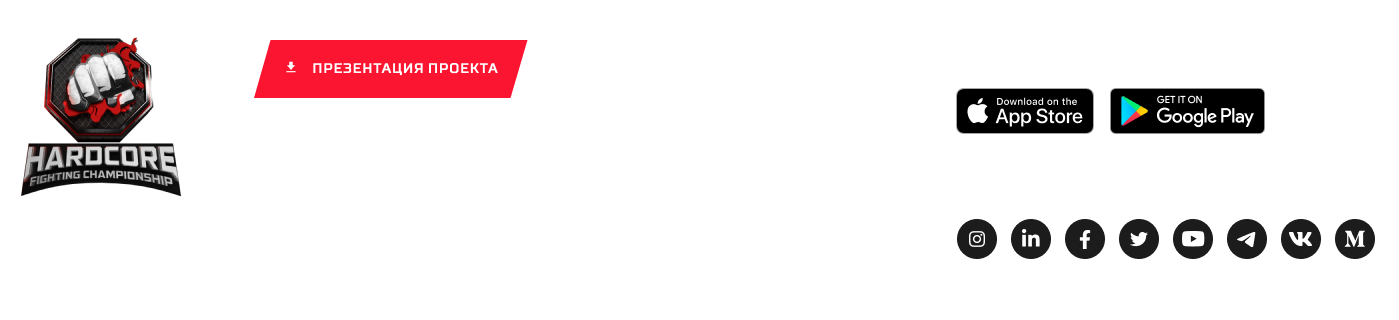 HARDCORE
FIGHTING CHAMPIONSHIP
ПРЕЗЕНТАЦИЯ ПРОЕКТА
Download on the
App Store
GET IT ON
Google Play